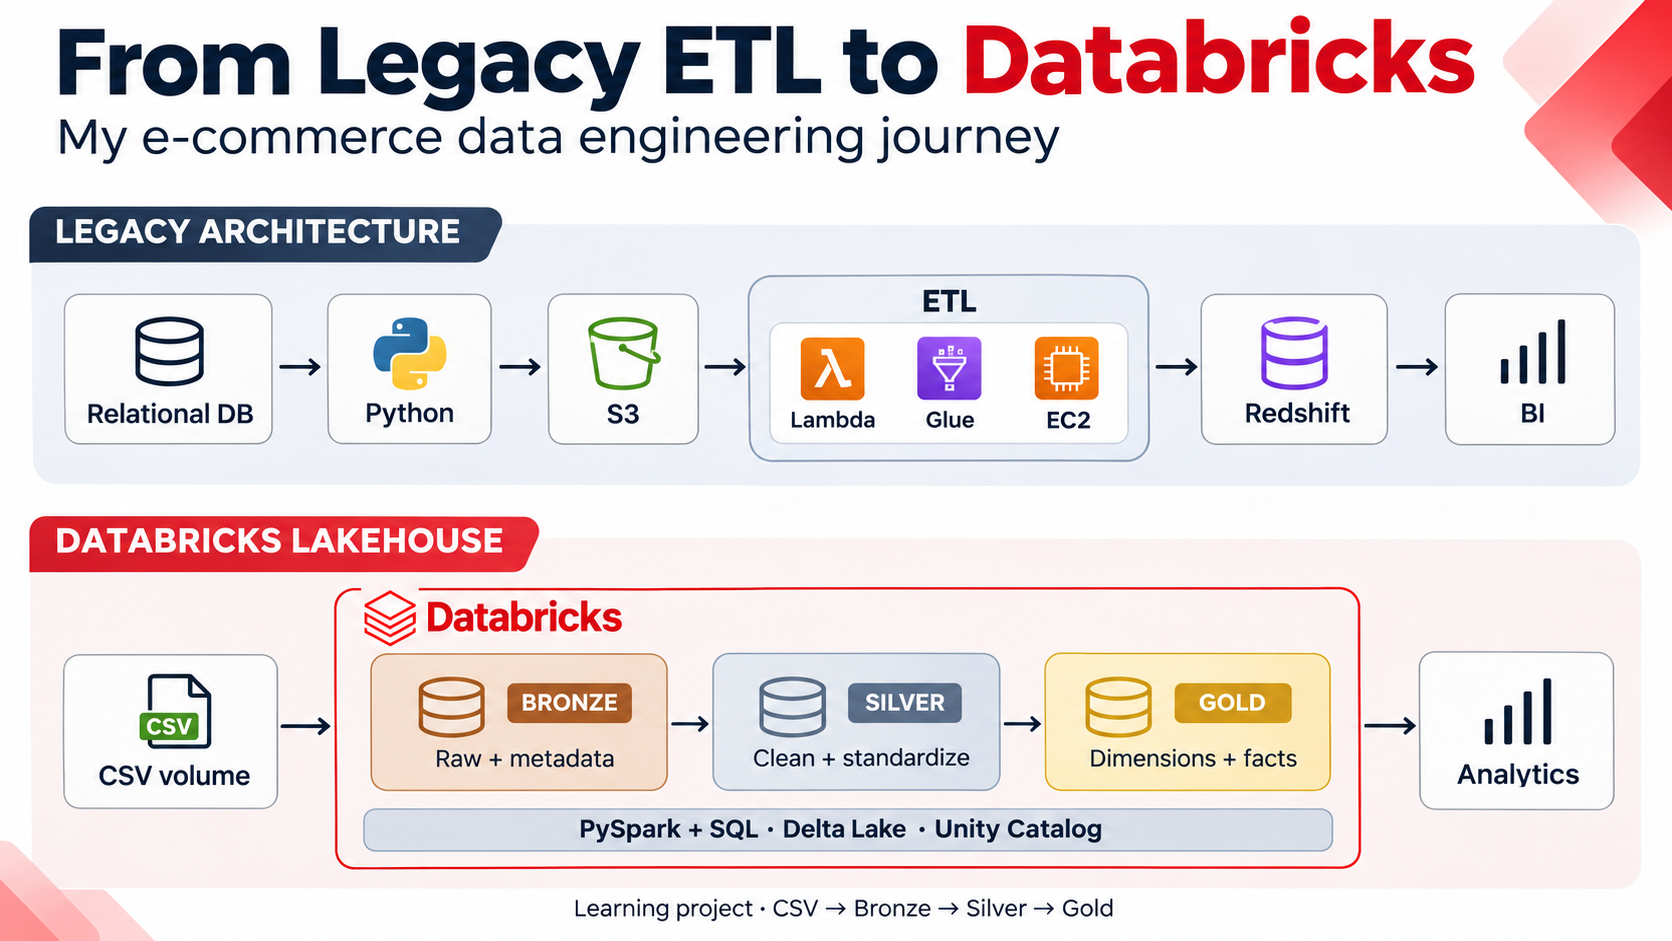 From Legacy ETL to Databricks
My e-commerce data engineering journey
LEGACY ARCHITECTURE
Relational DB
Python
S3
ETL
Lambda
Glue
EC2
Redshift
BI
DATABRICKS LAKEHOUSE
CSV
CSV volume
Databricks
BRONZE
Raw + metadata
SILVER
Clean + standardize
GOLD
Dimensions + facts
PySpark + SQL · Delta Lake · Unity Catalog
Analytics
Learning project · CSV → Bronze → Silver → Gold